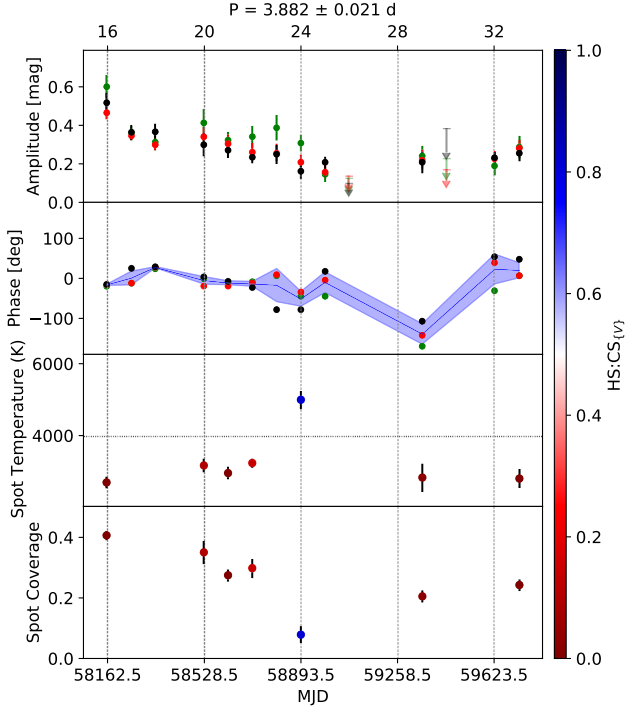 P = 3.882 ± 0.021 d
16 20 24 28 32
Amplitude [mag]
0.6
0.4
0.2
0.0
Phase [deg]
100
0
−100
Spot Temperature (K)
6000
4000
Spot Coverage
0.4
0.2
0.0
58162.5 58528.5 58893.5 59258.5 59623.5
MJD
1.0
0.8
0.6
0.4
0.2
0.0
HS:CS{V}